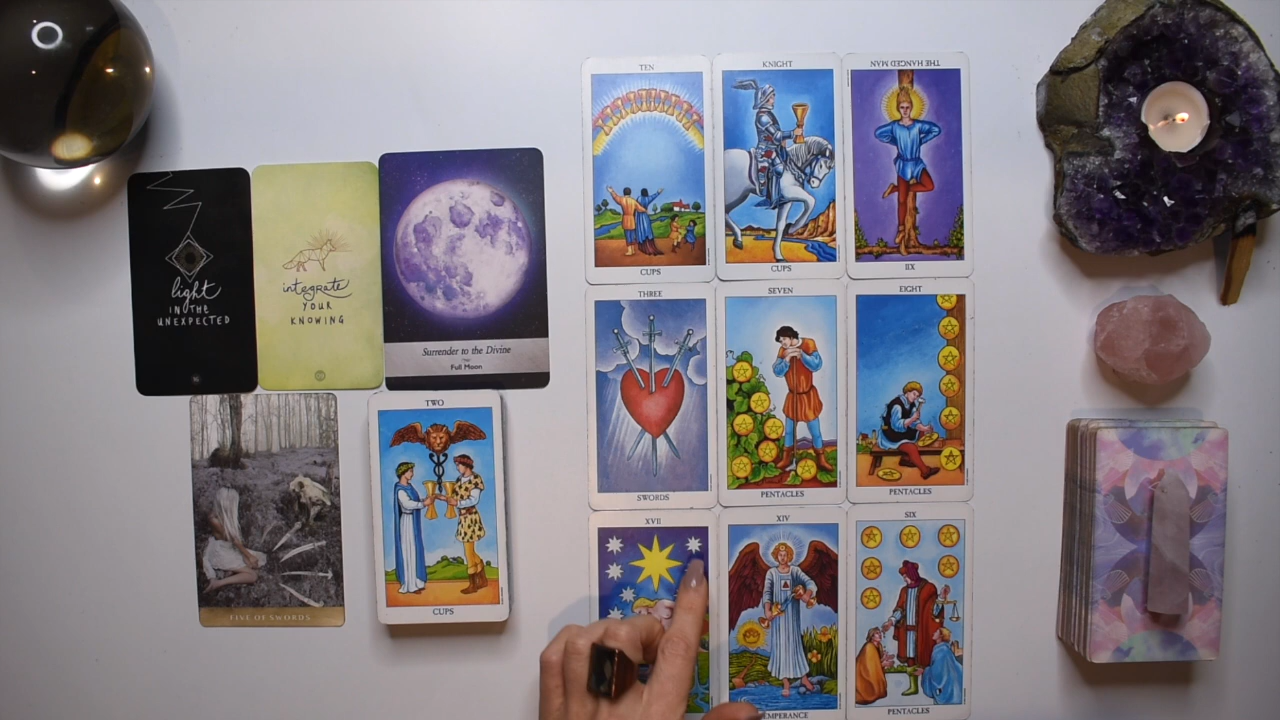 light
IN THE
UNEXPECTED
integrate
YOUR
KNOWING
Surrender to the Divine
Full Moon
FIVE OF SWORDS
TWO
CUPS
TEN
CUPS
KNIGHT
CUPS
THE HANGED MAN
XII
THREE
SWORDS
SEVEN
PENTACLES
EIGHT
PENTACLES
XVII
XIV
EMPERANCE
SIX
PENTACLES